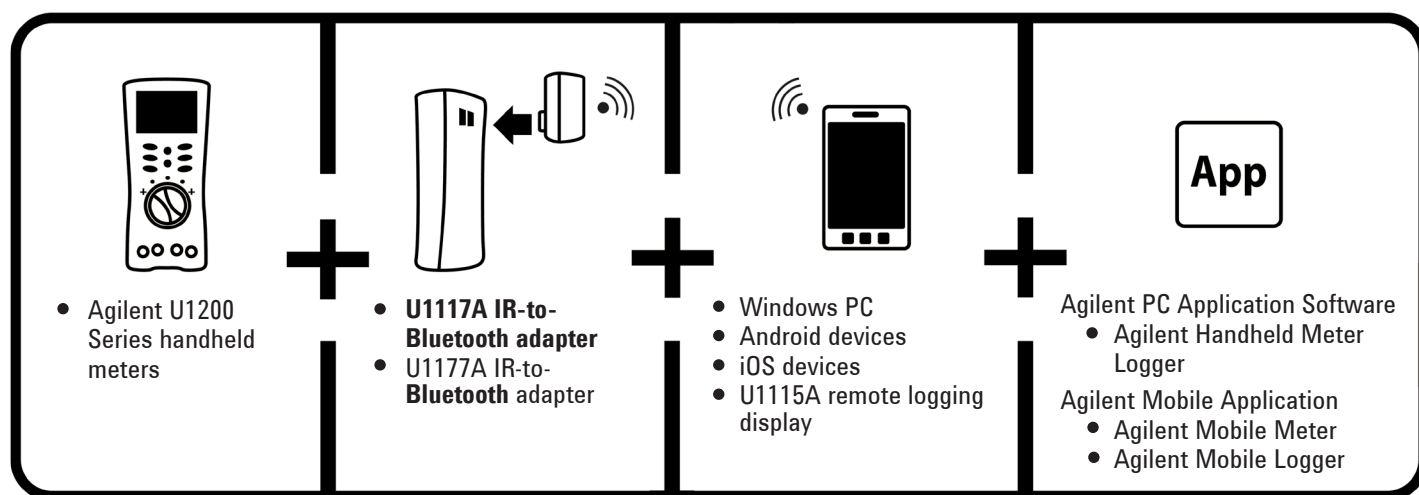 App
• Agilent U1200
Series handheld
meters
• U1117A IR-to-
Bluetooth adapter
• U1177A IR-to-
Bluetooth adapter
• Windows PC
• Android devices
• iOS devices
• U1115A remote logging
display
Agilent PC Application Software
• Agilent Handheld Meter
Logger
Agilent Mobile Application
• Agilent Mobile Meter
• Agilent Mobile Logger